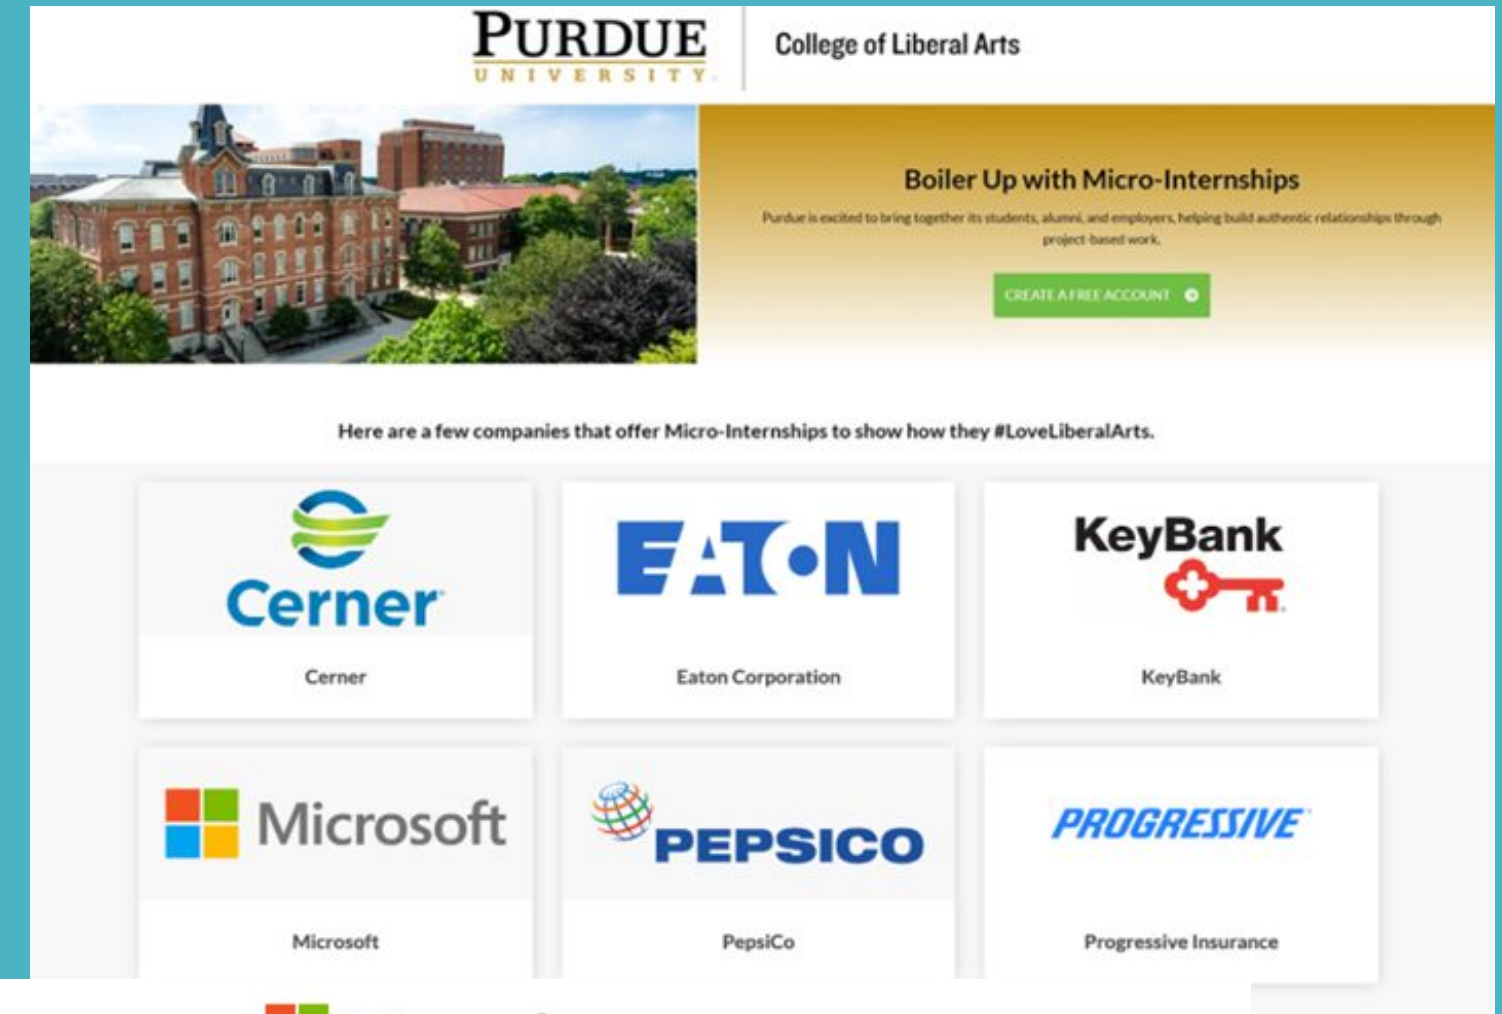 PURDUE
UNIVERSITY
College of Liberal Arts
Boiler Up with Micro-Internships
Purdue is excited to bring together its students, alumni, and employers, helping build authentic relationships through
project-based work.
CREATE A FREE ACCOUNT
Here are a few companies that offer Micro-Internships to show how they #LoveLiberalArts.
Cerner
EATON
KeyBank
Cerner
Eaton Corporation
KeyBank
Microsoft
PEPSICO
PROGRESSIVE
Microsoft
PepsiCo
Progressive Insurance